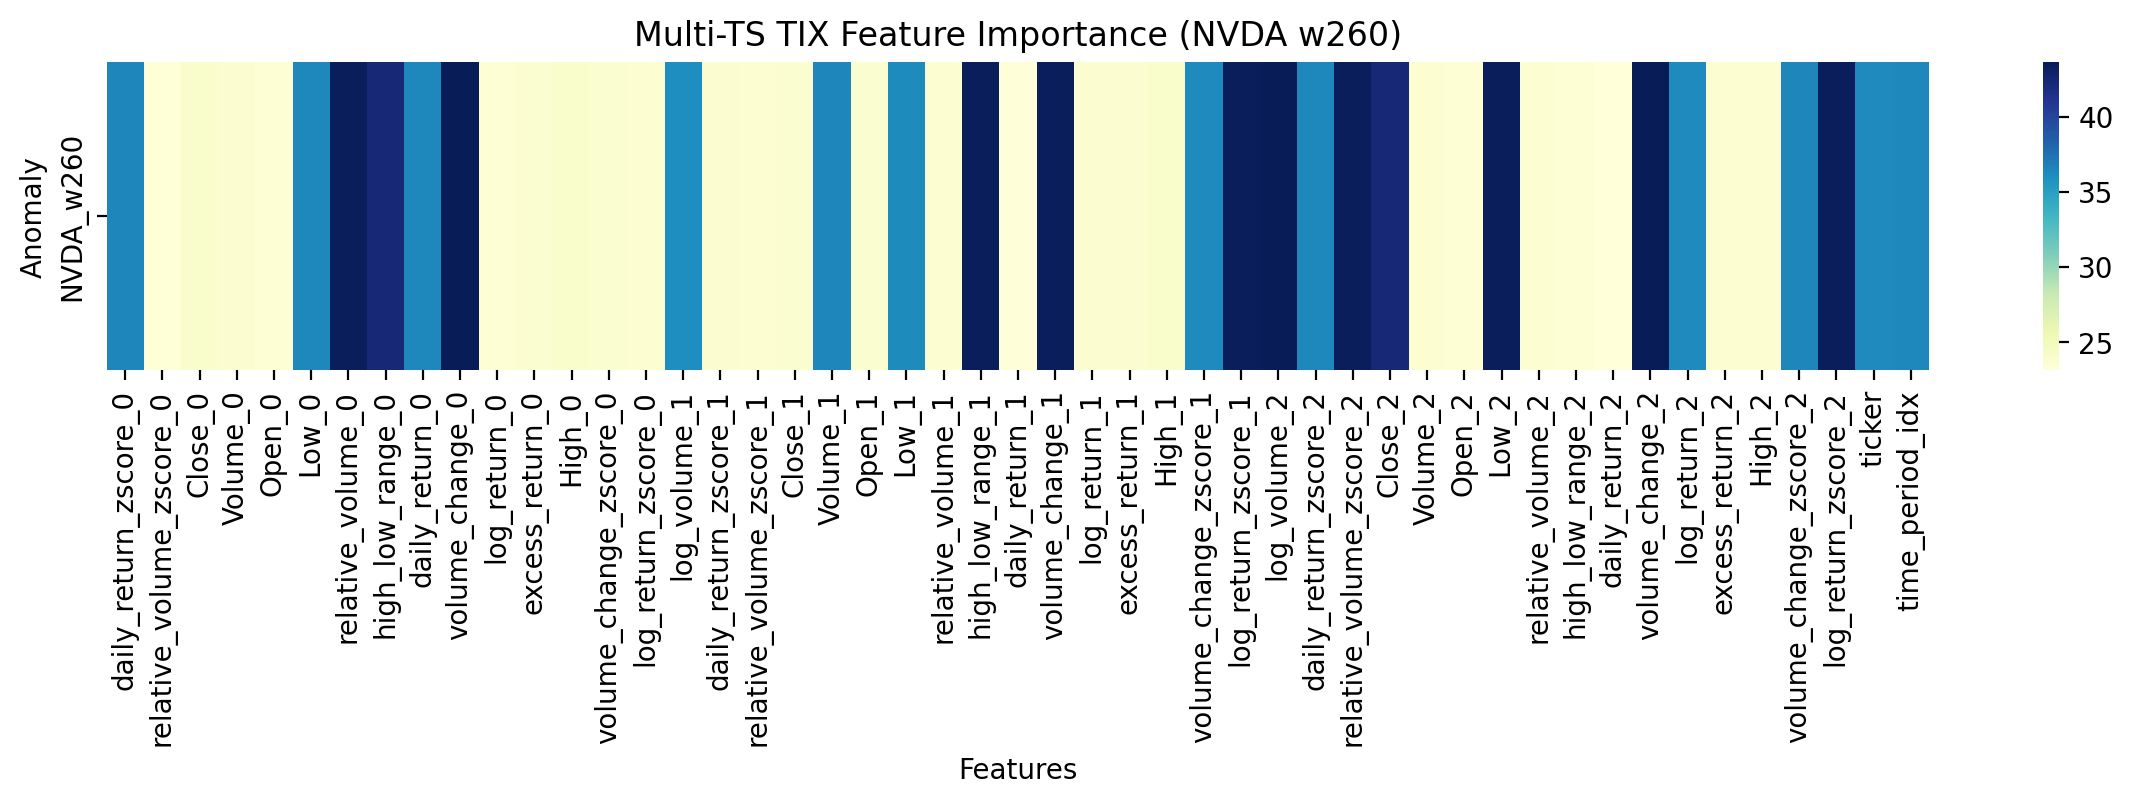 Multi-TS TIX Feature Importance (NVDA w260)
Anomaly
NVDA_w260
40
35
30
25
daily_return_zscore_0
relative_volume_zscore_0
Close_0
Volume_0
Open_0
Low_0
relative_volume_0
high_low_range_0
daily_return_0
volume_change_0
log_return_0
excess_return_0
High_0
volume_change_zscore_0
log_return_zscore_0
log_volume_1
daily_return_zscore_1
relative_volume_zscore_1
Close_1
Volume_1
Open_1
Low_1
relative_volume_1
high_low_range_1
daily_return_1
volume_change_1
log_return_1
excess_return_1
High_1
volume_change_zscore_1
log_return_zscore_1
log_volume_2
daily_return_zscore_2
relative_volume_zscore_2
Close_2
Volume_2
Open_2
Low_2
relative_volume_2
high_low_range_2
daily_return_2
volume_change_2
log_return_2
excess_return_2
High_2
volume_change_zscore_2
log_return_zscore_2
ticker
time_period_idx
Features